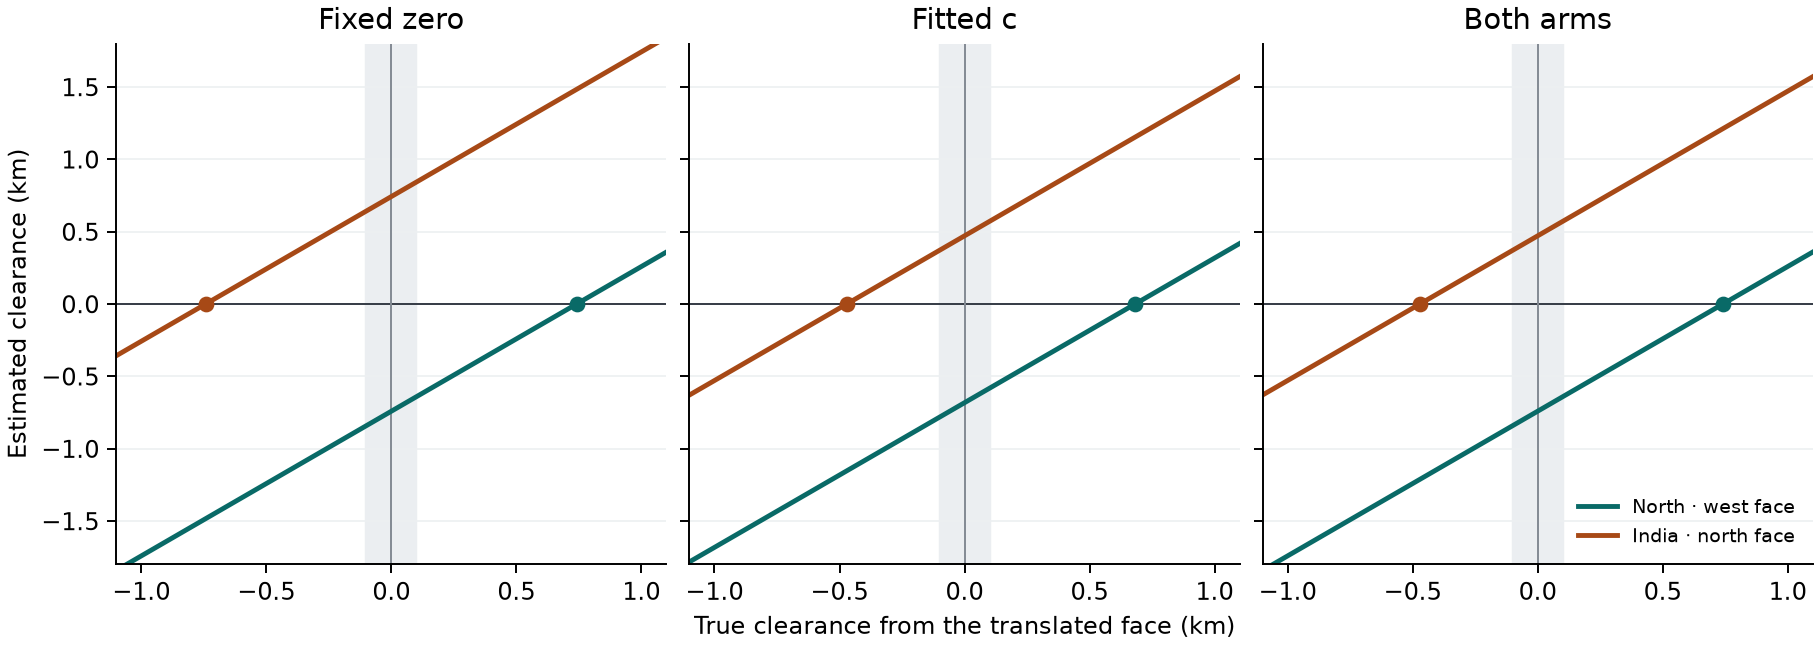 Fixed zero
Fitted c
Both arms
Estimated clearance (km)
1.5
1.0
0.5
0.0
−0.5
−1.0
−1.5
−1.0 −0.5 0.0 0.5 1.0
−1.0 −0.5 0.0 0.5 1.0
−1.0 −0.5 0.0 0.5 1.0
North · west face
India · north face
True clearance from the translated face (km)